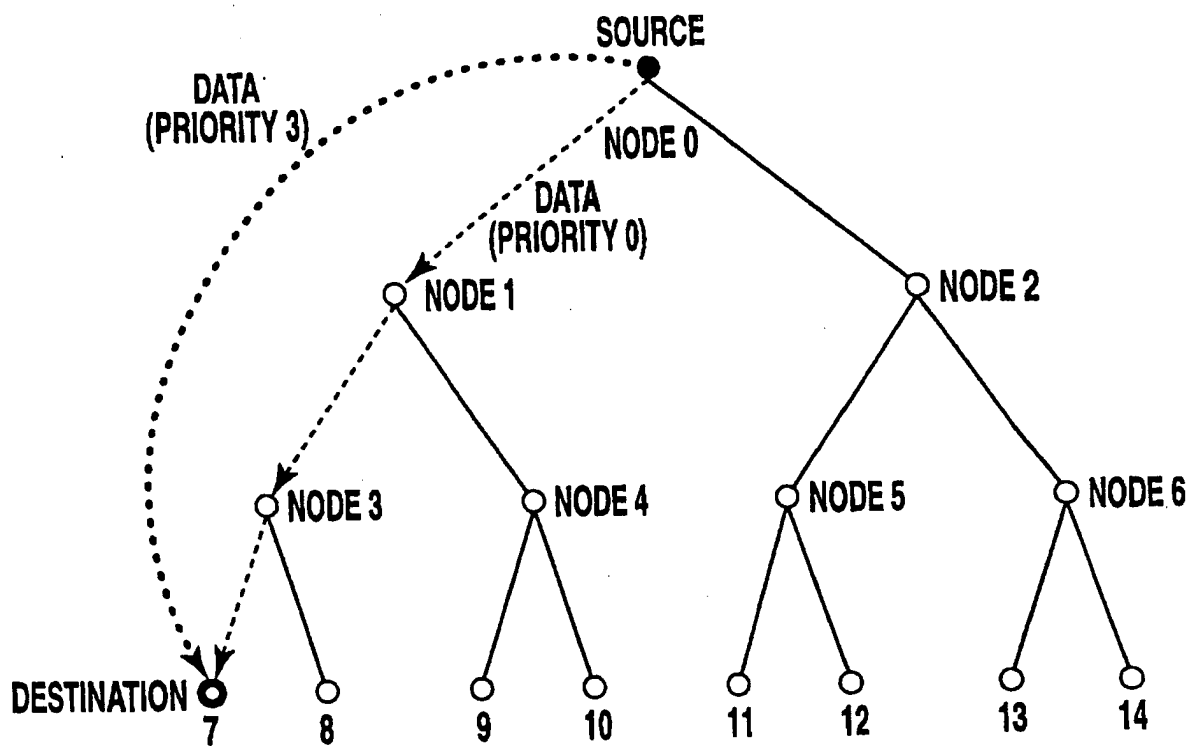 SOURCE
DATA
(PRIORITY 3)
NODE 0
DATA
(PRIORITY 0)
NODE 1
NODE 2
NODE 3
NODE 4
NODE 5
NODE 6
DESTINATION
7
8
9
10
11
12
13
14